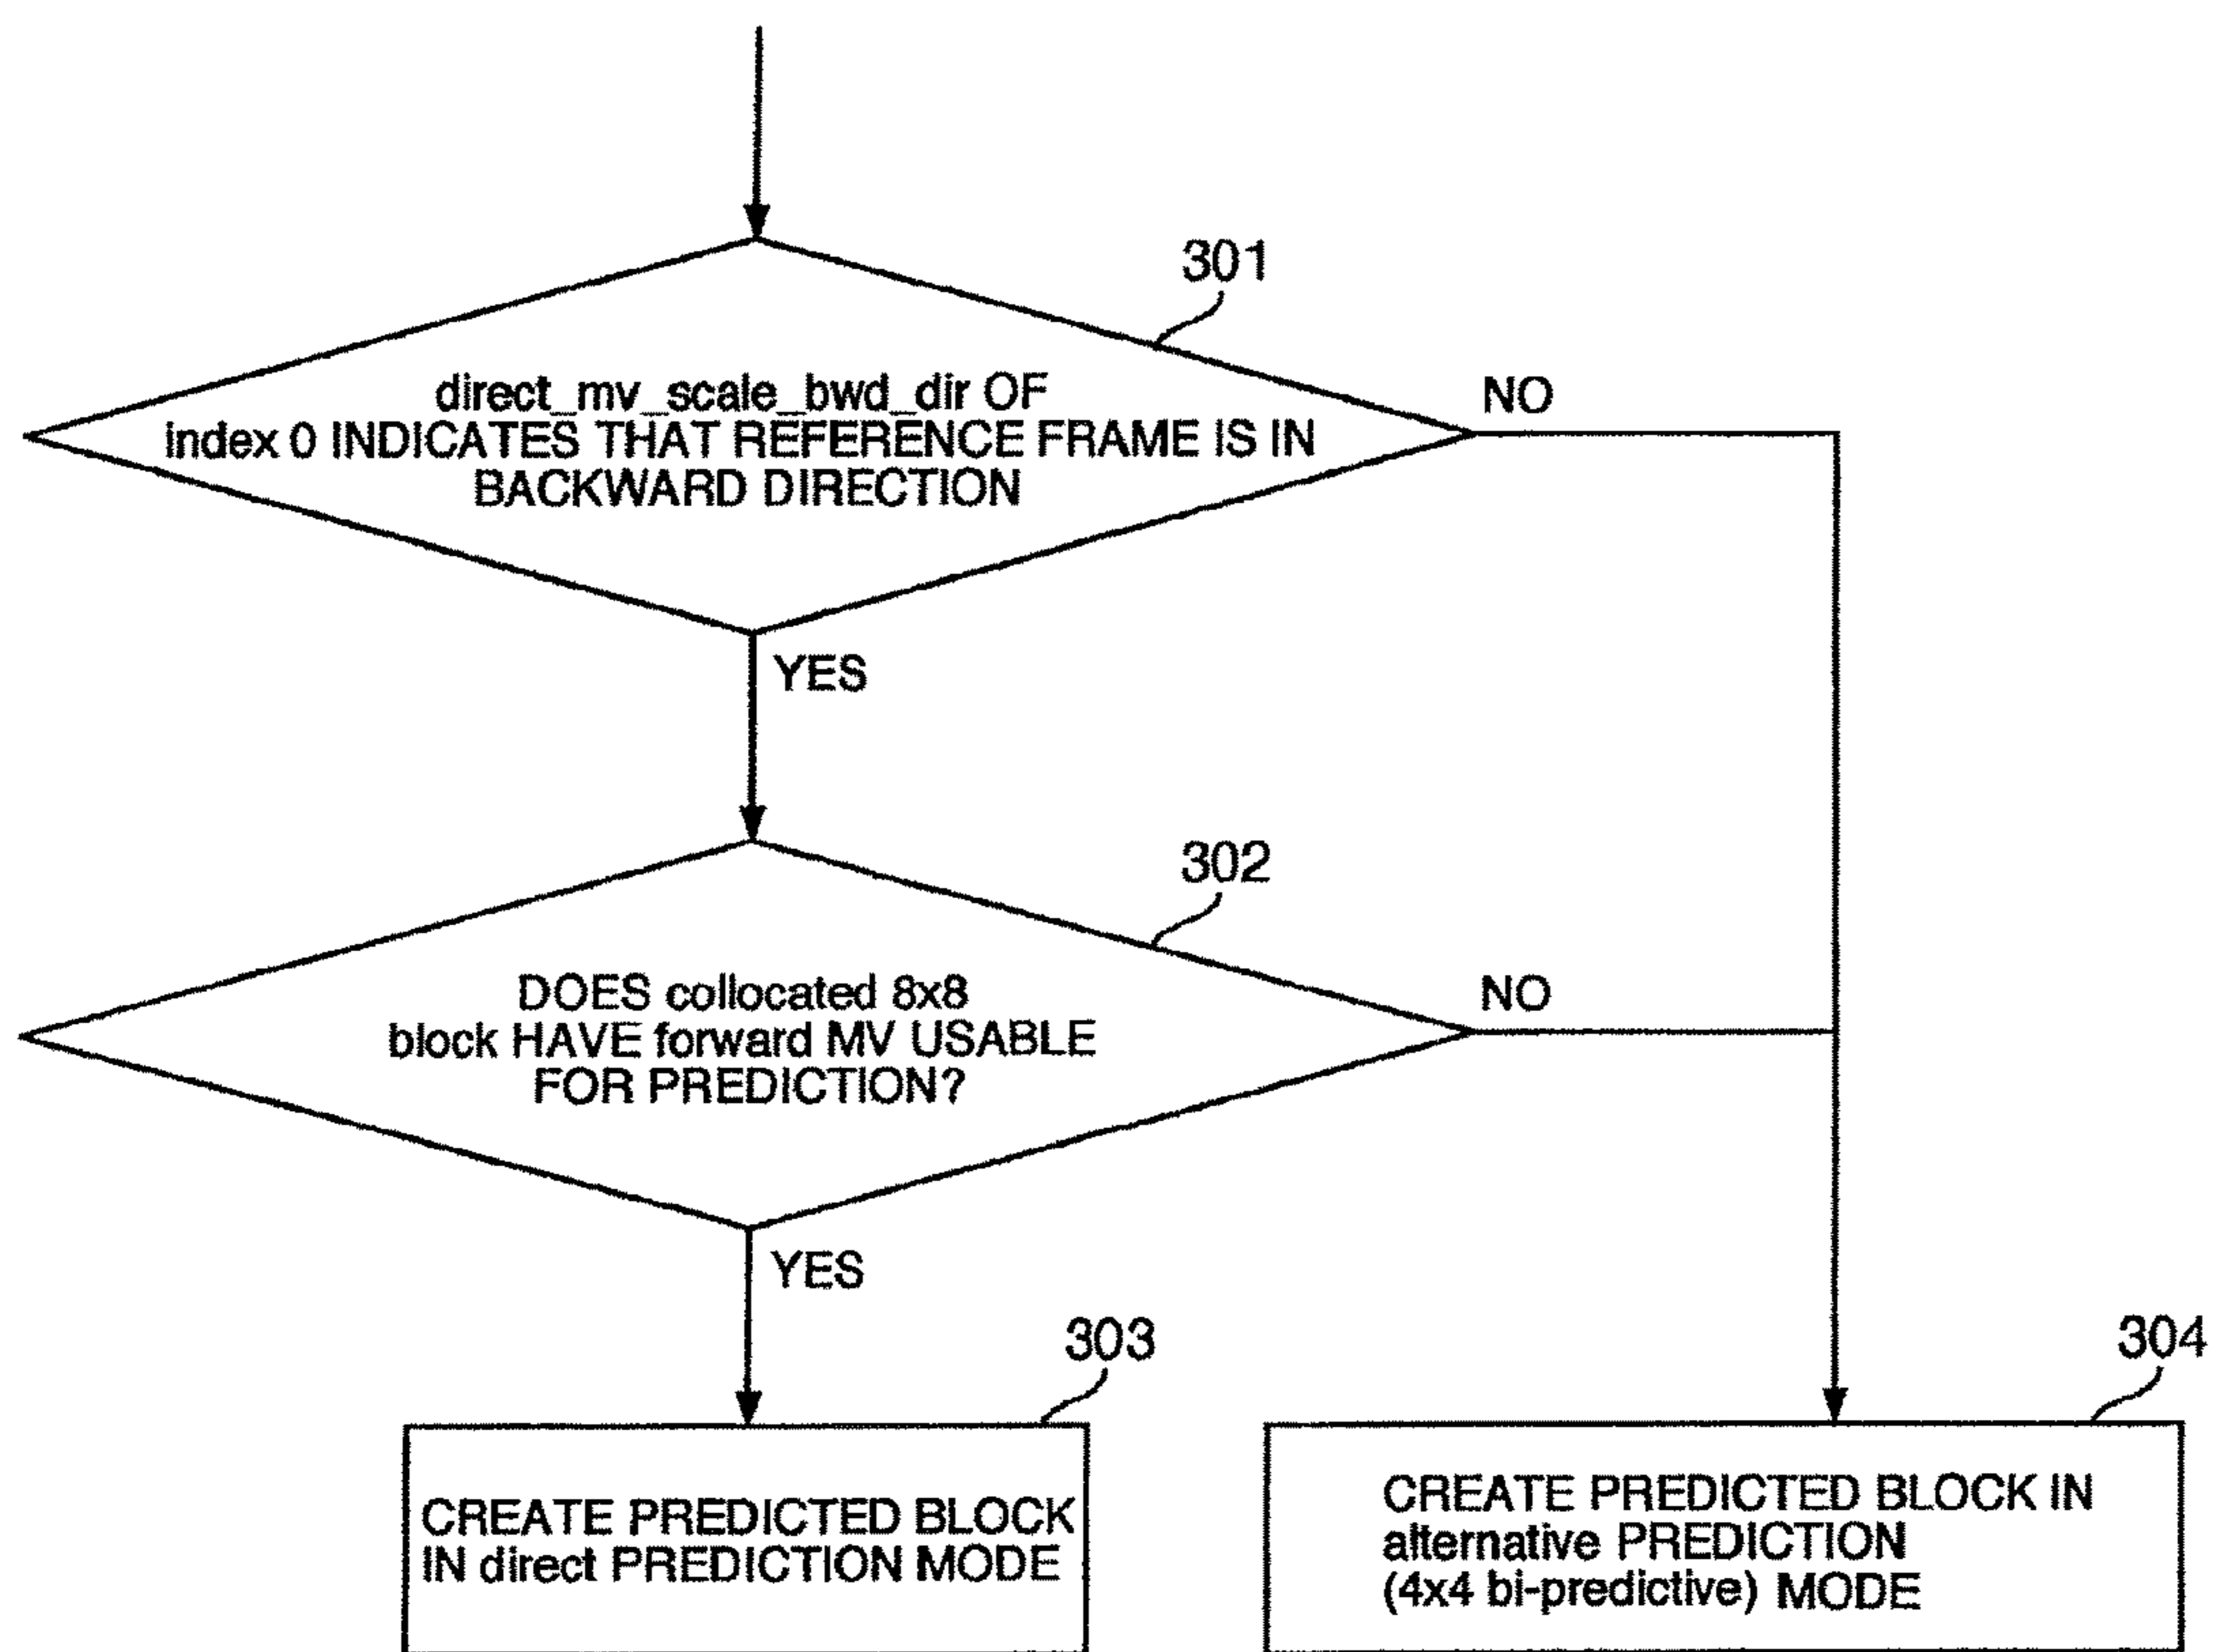 301
direct_mv_scale_bwd_dir OF
index 0 INDICATES THAT REFERENCE FRAME IS IN
BACKWARD DIRECTION
NO
YES
302
DOES collocated 8x8
block HAVE forward MV USABLE
FOR PREDICTION?
NO
YES
303
CREATE PREDICTED BLOCK
IN direct PREDICTION MODE
304
CREATE PREDICTED BLOCK IN
alternative PREDICTION
(4x4 bi-predictive) MODE